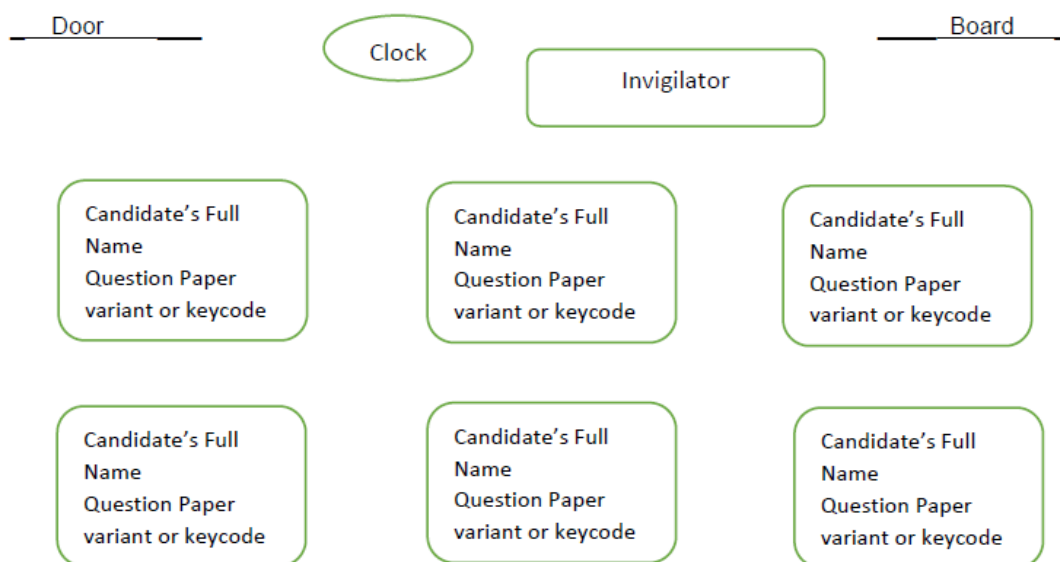 Door
Board
Clock
Invigilator
Candidate’s Full
Name
Question Paper
variant or keycode
Candidate’s Full
Name
Question Paper
variant or keycode
Candidate’s Full
Name
Question Paper
variant or keycode
Candidate’s Full
Name
Question Paper
variant or keycode
Candidate’s Full
Name
Question Paper
variant or keycode
Candidate’s Full
Name
Question Paper
variant or keycode